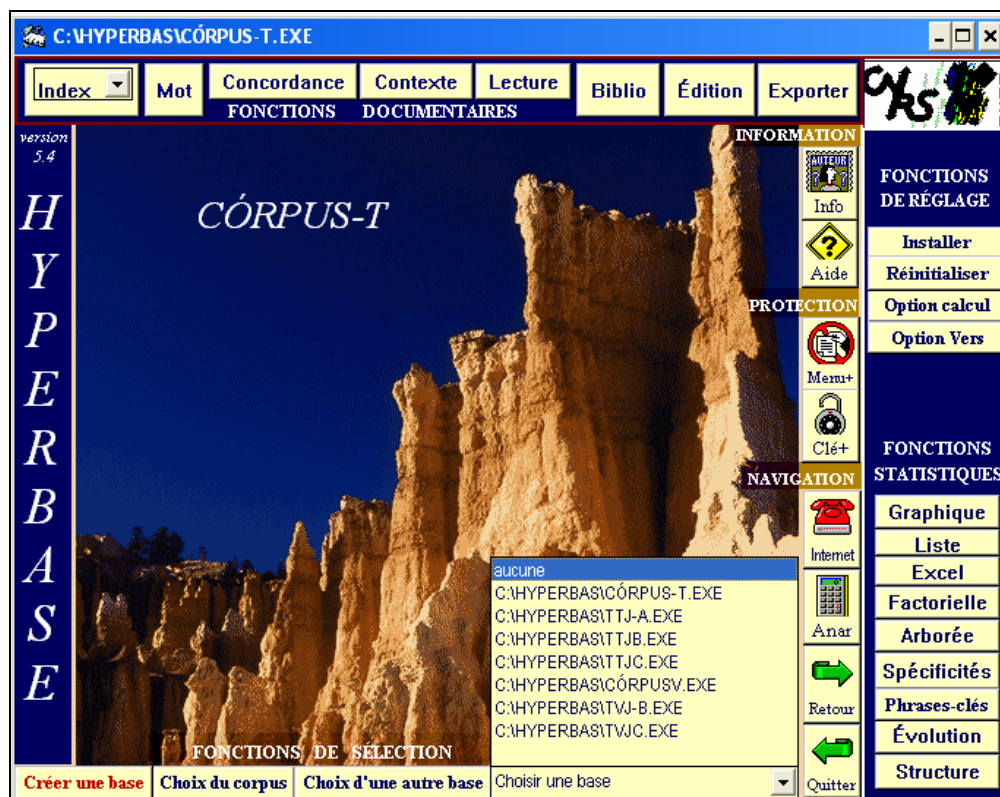 C:\HYPERBAS\CÓRPUS-T.EXE
Index
Mot
Concordance
Contexte
Lecture
Biblio
Édition
Exporter
FONCTIONS DOCUMENTAIRES
CNRS
version
5.4
HYPERBASE
CÓRPUS-T
INFORMATION
AUTEUR
Info
Aide
PROTECTION
Menu+
Clé+
NAVIGATION
Internet
Anar
Retour
Quitter
FONCTIONS
DE RÉGLAGE
Installer
Réinitialiser
Option calcul
Option Vers
FONCTIONS
STATISTIQUES
Graphique
Liste
Excel
Factorielle
Arborée
Spécificités
Phrases-clés
Évolution
Structure
aucune
C:\HYPERBAS\CÓRPUS-T.EXE
C:\HYPERBAS\TTJ-A.EXE
C:\HYPERBAS\TTJB.EXE
C:\HYPERBAS\TTJC.EXE
C:\HYPERBAS\CÓRPUSV.EXE
C:\HYPERBAS\TVJ-B.EXE
C:\HYPERBAS\TVJC.EXE
FONCTIONS DE SÉLECTION
Créer une base
Choix du corpus
Choix d'une autre base
Choisir une base